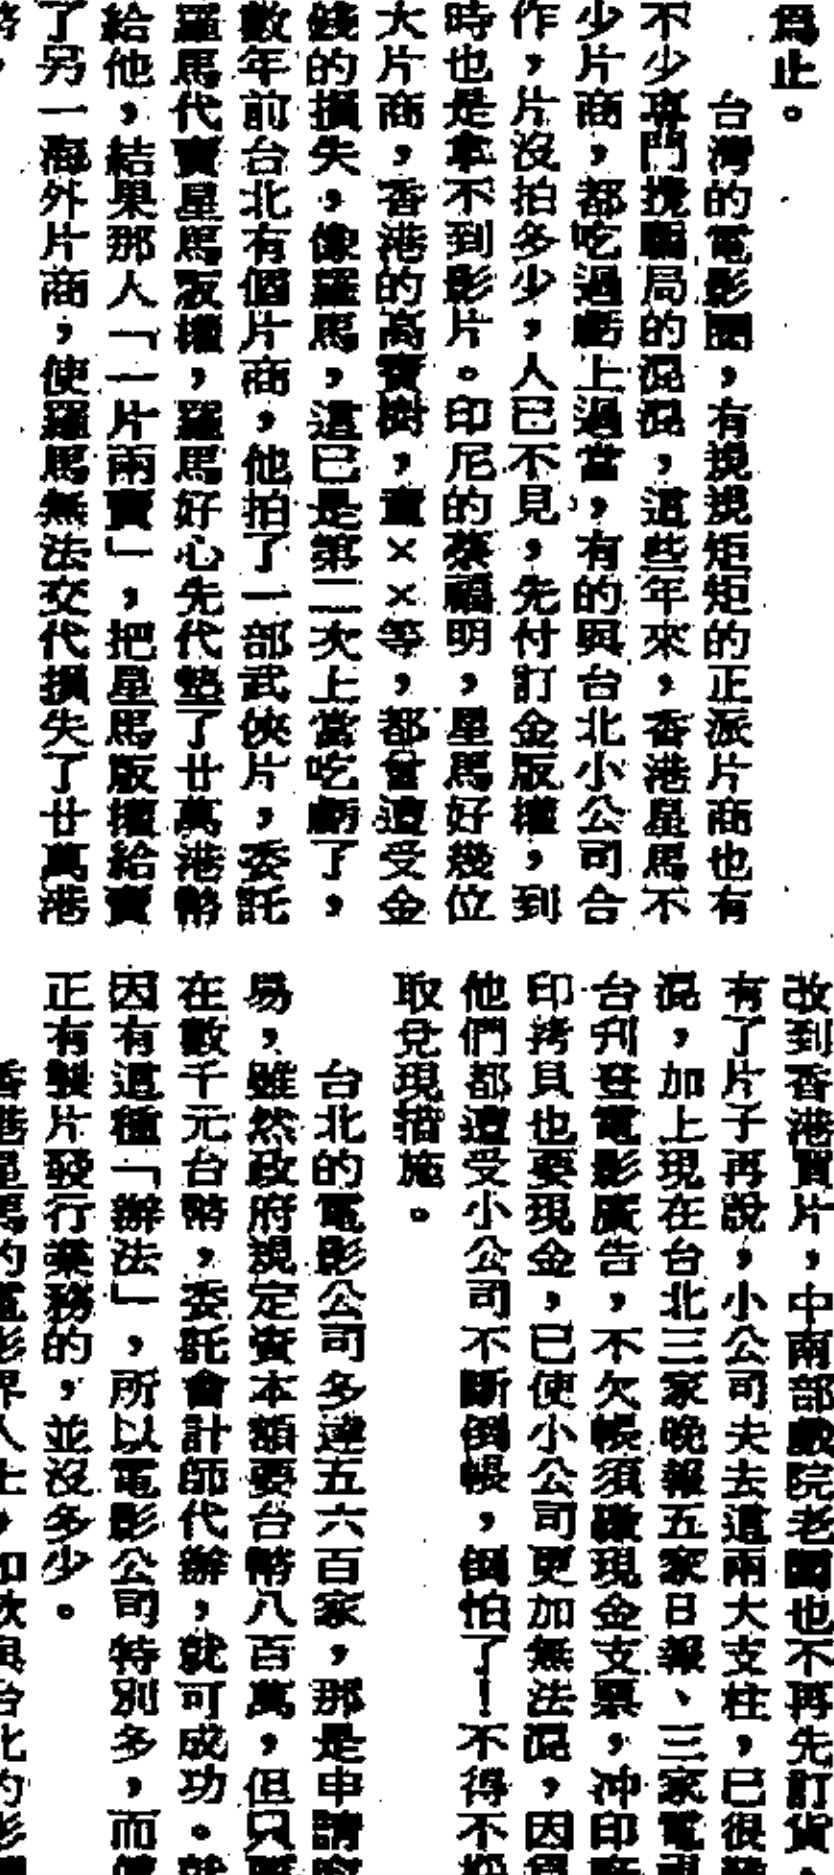 爲止。
台灣的電影圈，有規規矩矩的正派片商也有
不少專門攪騙局的混混，這些年來，香港星馬不
少片商，都吃過虧上過當，有的與台北小公司合
作，片沒拍多少，人已不見，先付訂金版權，到
時也是拿不到影片。印尼的蔡福明，星馬好幾位
大片商，香港的高寶樹，童××等，都曾遭受金
錢的損失，像羅馬，這已是第二次上當吃虧了，
數年前台北有個片商，他拍了一部武俠片，委託
羅馬代賣星馬版權，羅馬好心先代墊了廿萬港幣
給他，結果那人「一片兩賣」，把星馬版權給賣
了另一海外片商，使羅馬無法交代損失了廿萬港
幣，
改到香港買片，中南部戲院老闆也不再先訂貨，
有了片子再說，小公司失去這兩大支柱，已很
混，加上現在台北三家晚報五家日報、三家電視
台刋登電影廣告，不欠帳須繳現金支票，冲印
印拷貝也要現金，已使小公司更加無法混，因爲
他們都遭受小公司不斷倒帳，倒怕了！不得不
取兌現措施。
台北的電影公司多達五六百家，那是申請
易，雖然政府規定資本額要台幣八百萬，但只
在數千元台幣，委託會計師代辦，就可成功。就
因有這種「辦法」，所以電影公司特別多，而
正有製片發行業務的，並沒多少。
香港星馬的電影界人士，如欲與台北的影